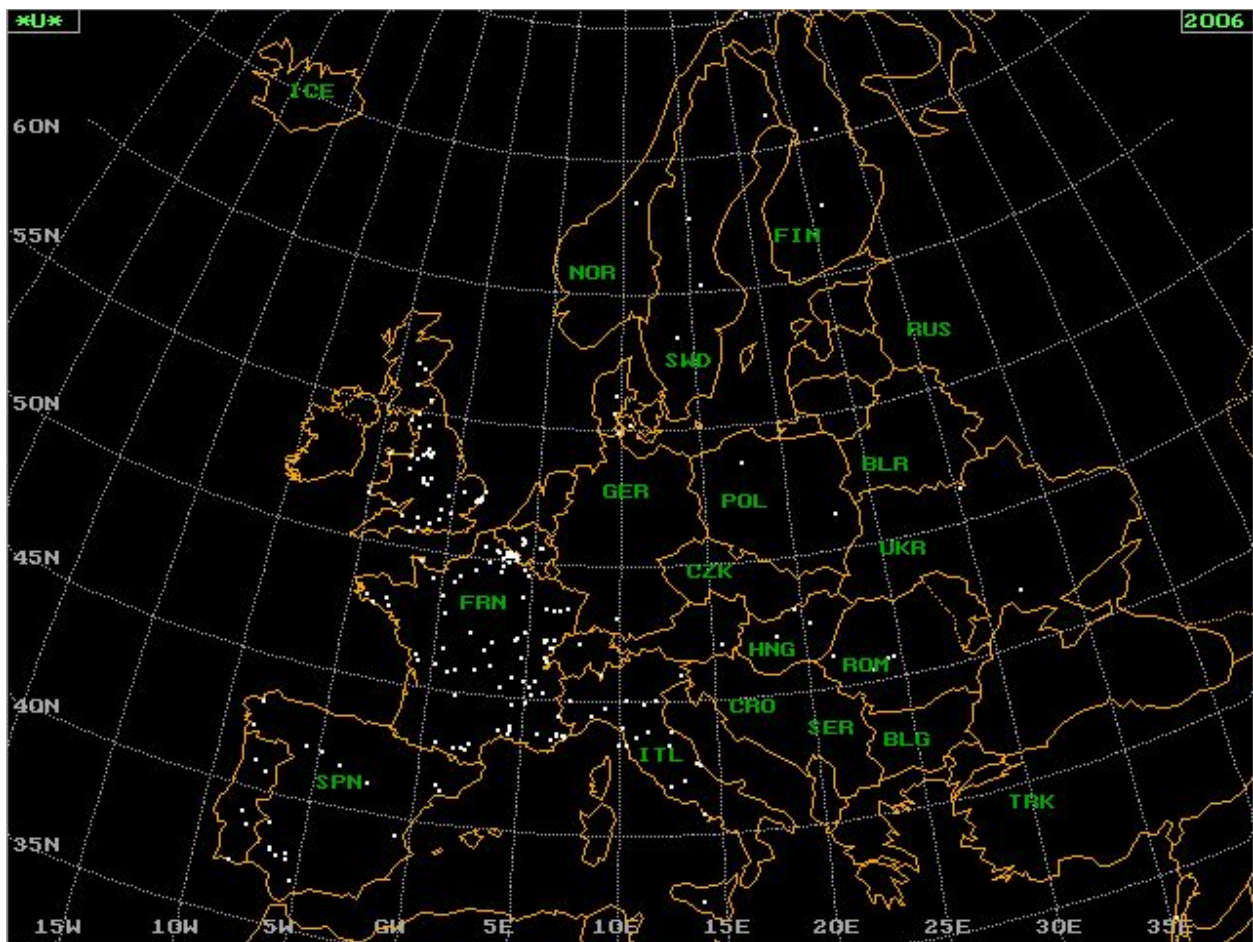 *U* 2006
ICE
60N
55N
FIN
NOR
RUS
SWD
50N
BLR
GER
POL
UKR
45N
CZK
FRN
HNG
ROM
40N
CRO
SER
BLG
ITL
SPN
TRK
35N
15W 10W 5W GW 5E 10E 15E 20E 25E 30E 35E